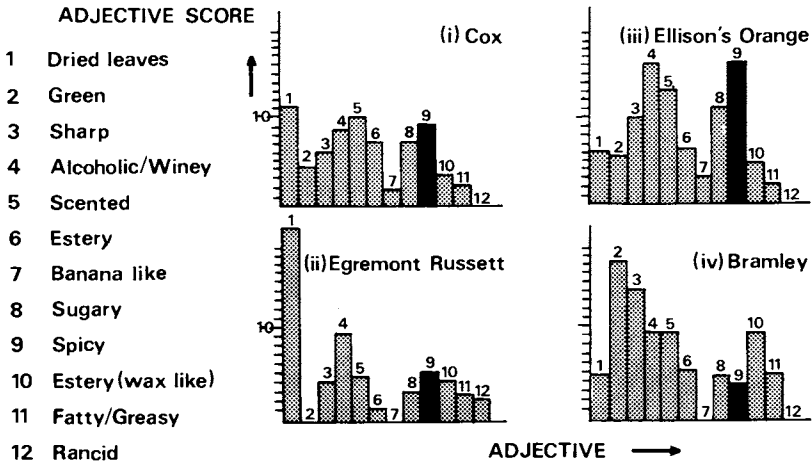 ADJECTIVE SCORE
1 Dried leaves
2 Green
3 Sharp
4 Alcoholic/Winey
5 Scented
6 Estery
7 Banana like
8 Sugary
9 Spicy
10 Estery (wax like)
11 Fatty/Greasy
12 Rancid
(i) Cox
10
1 2 3 4 5 6 7 8 9 10 11 12
(iii) Ellison's Orange
1 2 3 4 5 6 7 8 9 10 11 12
(ii) Egremont Russett
10
1 2 3 4 5 6 7 8 9 10 11 12
(iv) Bramley
1 2 3 4 5 6 7 8 9 10 11 12
ADJECTIVE